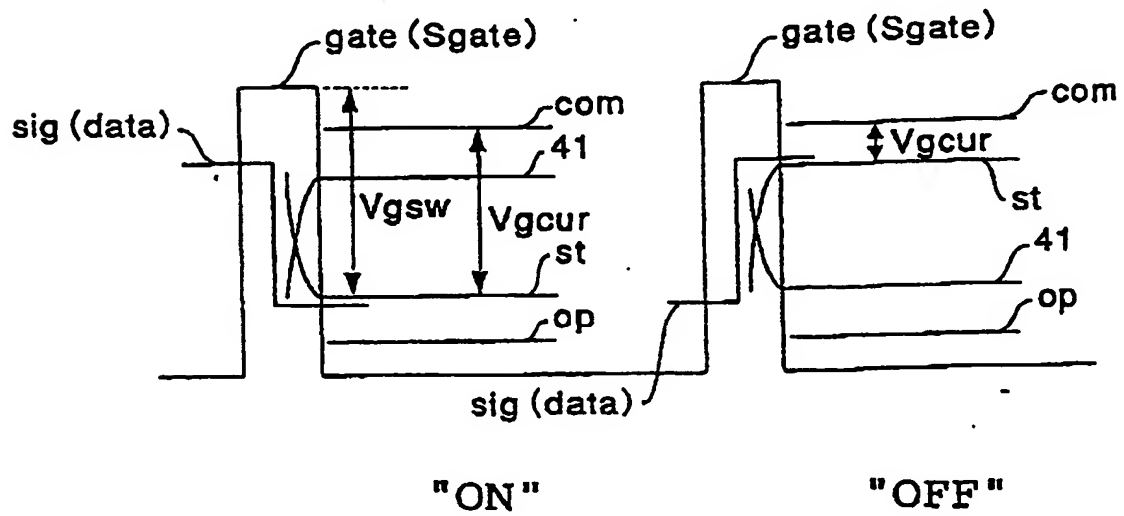 gate (Sgate)
gate (Sgate)
com
com
sig (data)
41
Vgcur
Vgsw
Vgcur
st
st
41
op
op
sig (data)
"ON"
"OFF"